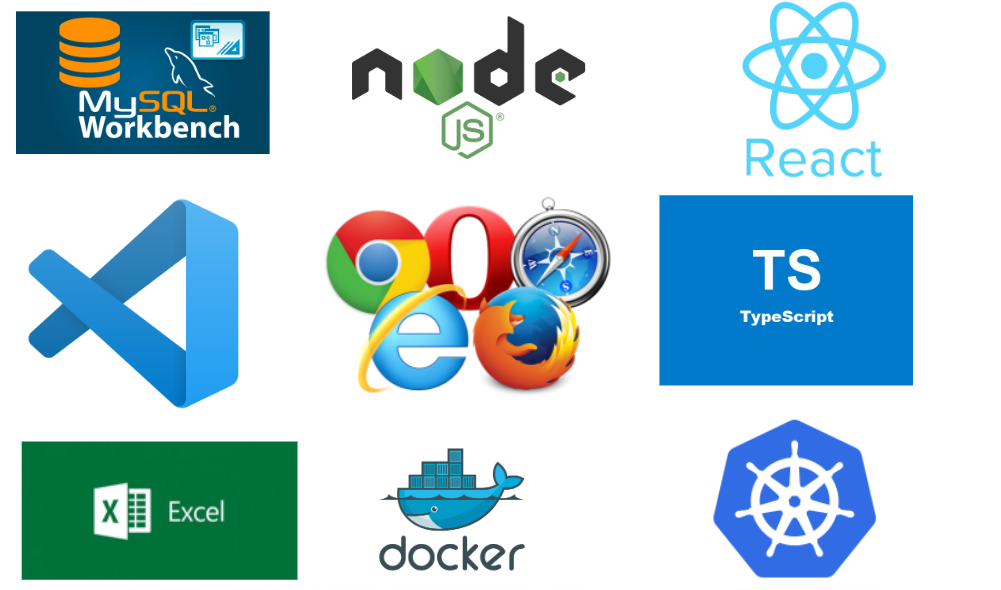 MySQL®
Workbench
node
JS®
React
N
E
S
W
TS
TypeScript
X
Excel
docker